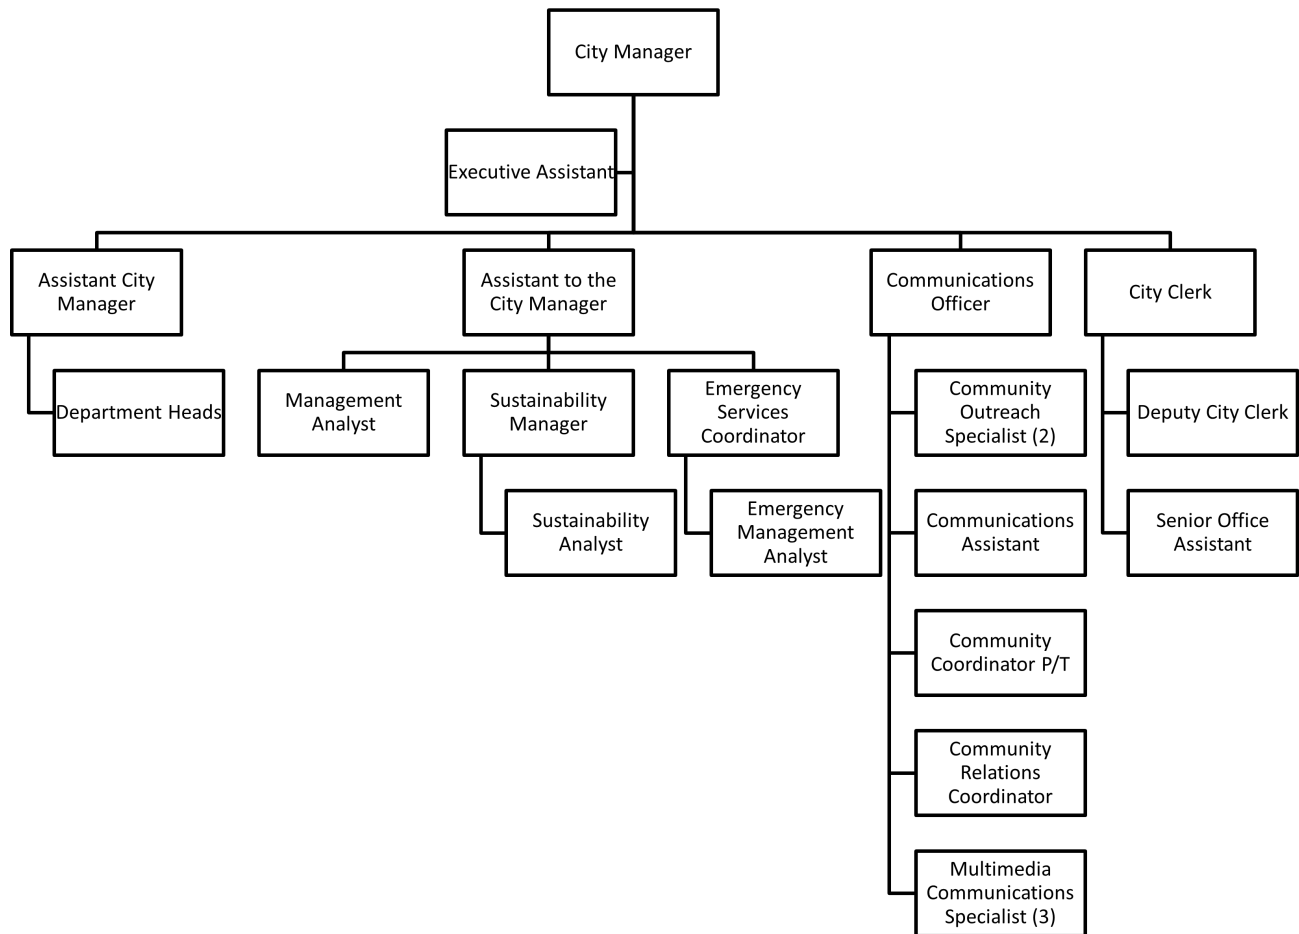 City Manager
Executive Assistant
Assistant City
Manager
Assistant to the
City Manager
Communications
Officer
City Clerk
Department Heads
Management
Analyst
Sustainability
Manager
Emergency
Services
Coordinator
Community
Outreach
Specialist (2)
Deputy City Clerk
Sustainability
Analyst
Emergency
Management
Analyst
Communications
Assistant
Senior Office
Assistant
Community
Coordinator P/T
Community
Relations
Coordinator
Multimedia
Communications
Specialist (3)